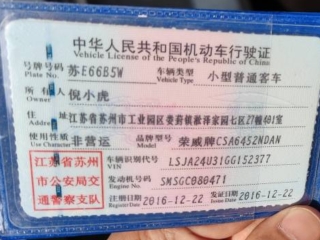 中华人民共和国机动车行驶证
Vehicle License of the People's Republic of China
号牌号码 苏E66B5W 车辆类型 小型普通客车
Plate No. Vehicle Type
所有人 倪小虎
Owner
住址 江苏省苏州市工业园区娄葑镇泽家园七区27幢401室
Address
使用性质 非营运 品牌型号 荣威牌CSA6452NDAN
Use Character Model
江苏省苏州 车辆识别代号 LSJA24U31GG152377
VIN
市公安局交 发动机号码 SMSGC080471
Engine No.
通警察支队 注册日期 2016-12-22 发证日期 2016-12-22
Register Date Issue Date